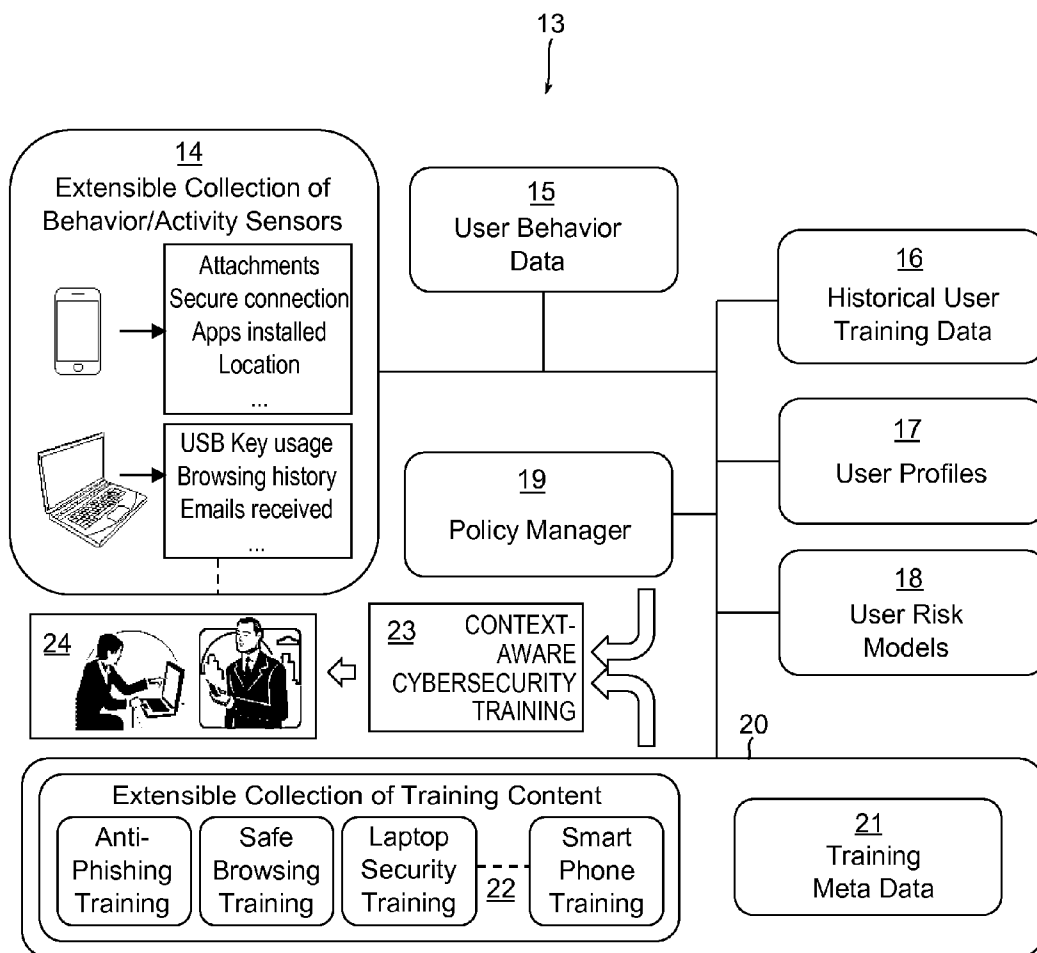 13
14
Extensible Collection of
Behavior/Activity Sensors
Attachments
Secure connection
Apps installed
Location
...
USB Key usage
Browsing history
Emails received
...
15
User Behavior
Data
16
Historical User
Training Data
17
User Profiles
19
Policy Manager
18
User Risk
Models
24
23
CONTEXT-
AWARE
CYBERSECURITY
TRAINING
20
Extensible Collection of Training Content
Anti-
Phishing
Training
Safe
Browsing
Training
Laptop
Security
Training
22
Smart
Phone
Training
21
Training
Meta Data